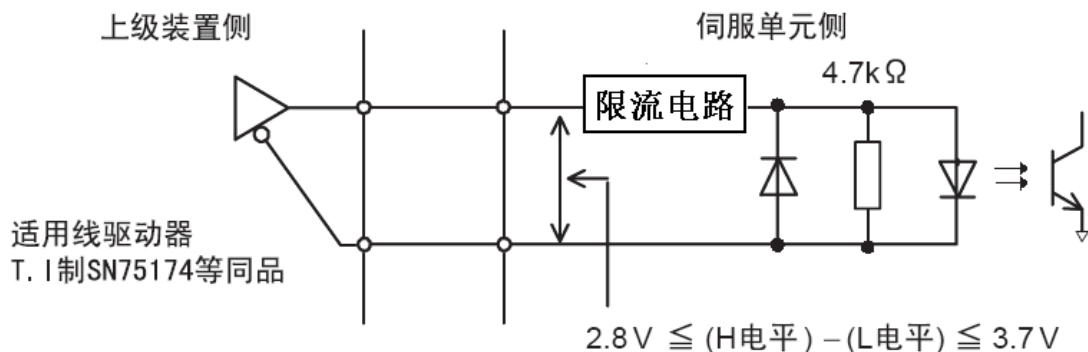 上级装置侧
伺服单元侧
4.7kΩ
限流电路
适用线驱动器
T.I制SN75174等同品
2.8V ≦ (H电平) – (L电平) ≦ 3.7V